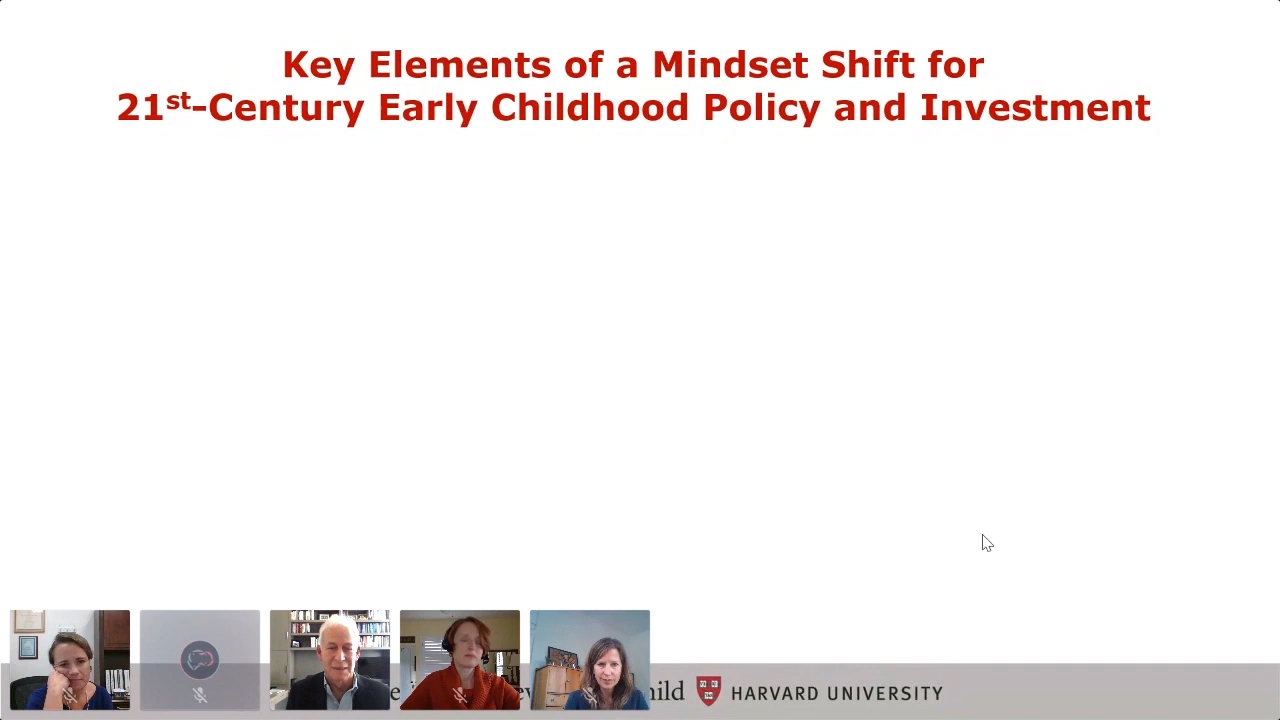 Key Elements of a Mindset Shift for
21st-Century Early Childhood Policy and Investment
HARVARD UNIVERSITY